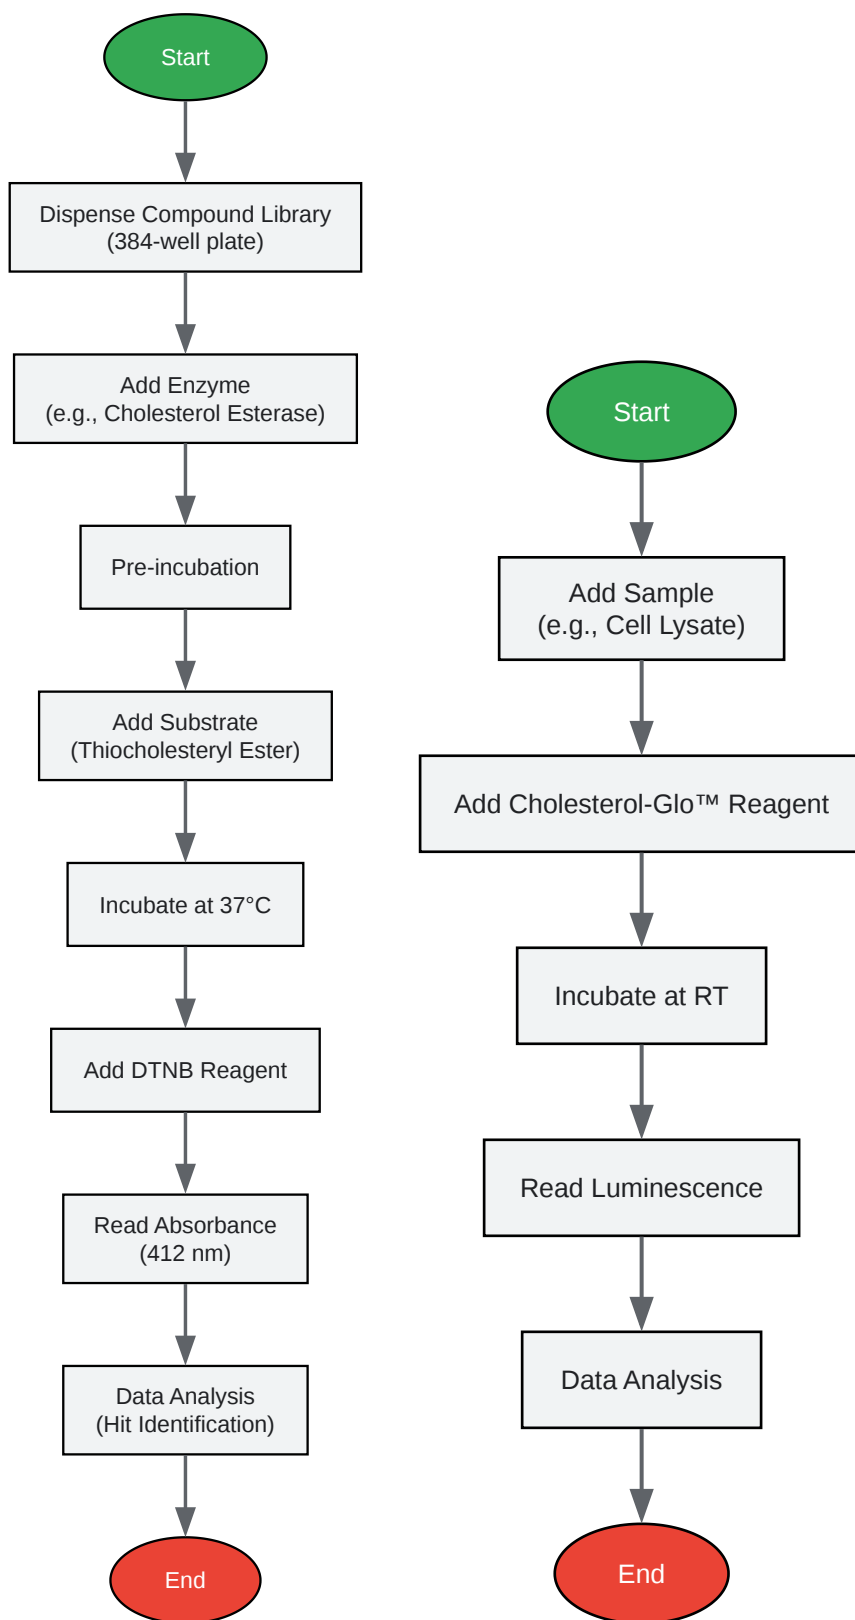 Start
Dispense Compound Library
(384-well plate)
Add Enzyme
(e.g., Cholesterol Esterase)
Pre-incubation
Add Substrate
(Thiocholesteryl Ester)
Incubate at 37°C
Add DTNB Reagent
Read Absorbance
(412 nm)
Data Analysis
(Hit Identification)
End
Start
Add Sample
(e.g., Cell Lysate)
Add Cholesterol-Glo™ Reagent
Incubate at RT
Read Luminescence
Data Analysis
End